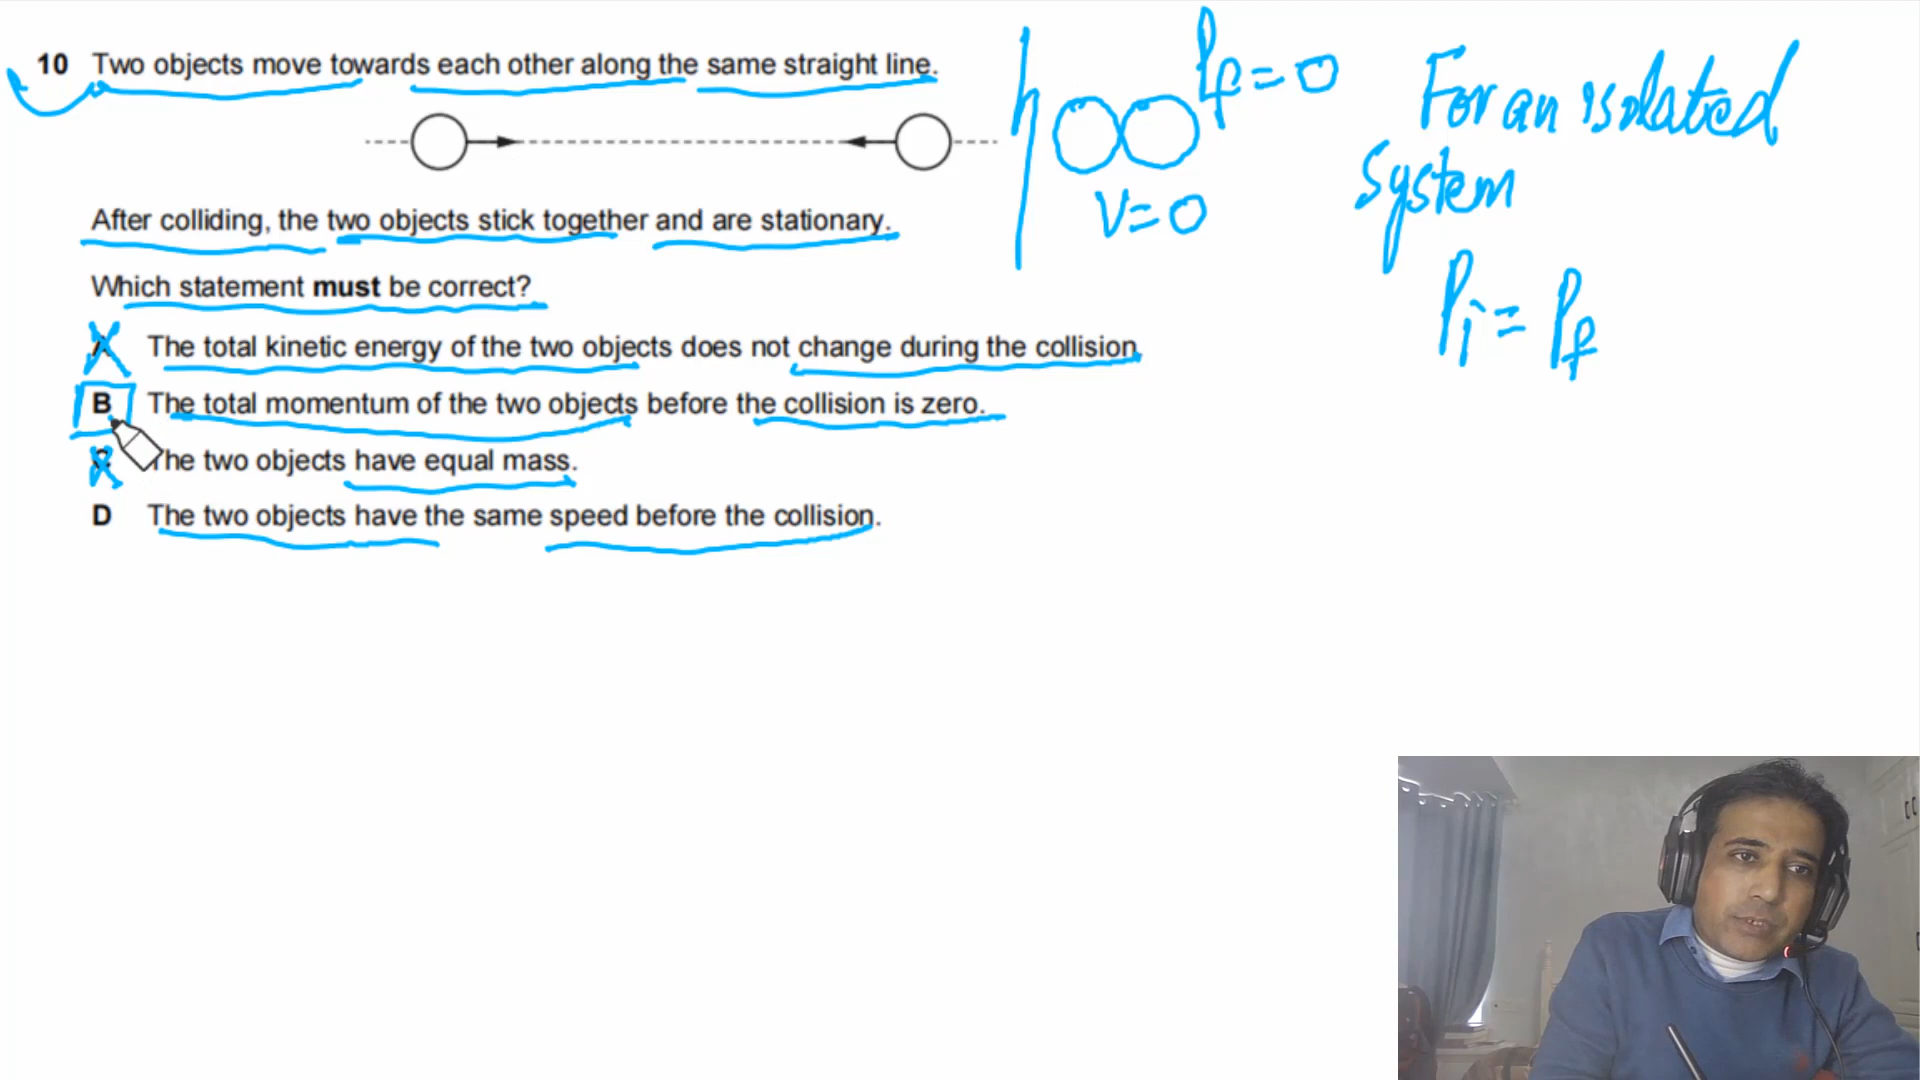 10 Two objects move towards each other along the same straight line.
After colliding, the two objects stick together and are stationary.
Which statement must be correct?
A The total kinetic energy of the two objects does not change during the collision.
B The total momentum of the two objects before the collision is zero.
C The two objects have equal mass.
D The two objects have the same speed before the collision.
Pf = 0
V = 0
For an isolated
system
Pi = Pf